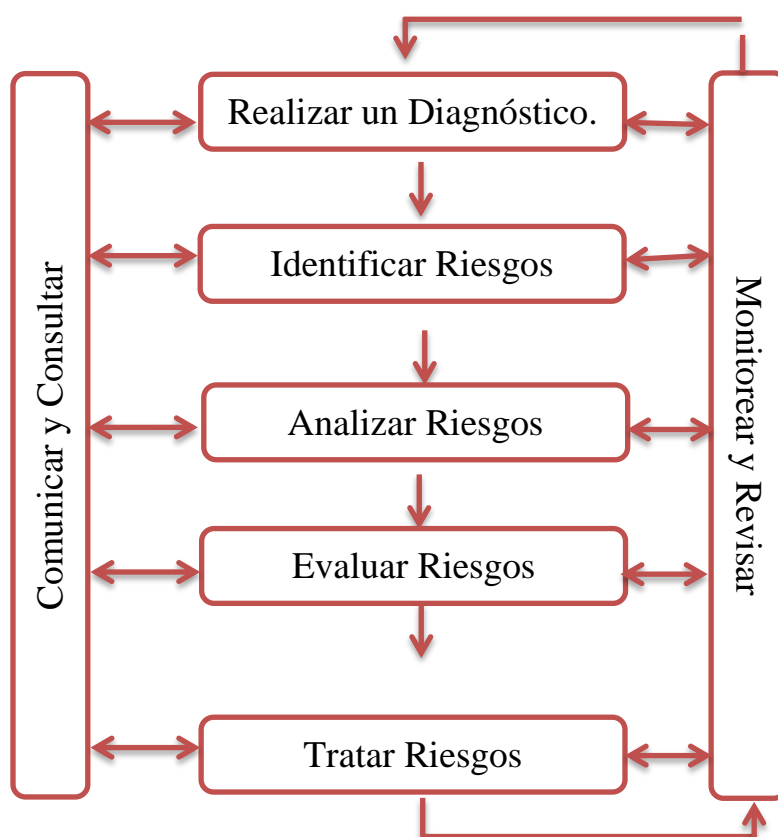 Realizar un Diagnóstico.
Identificar Riesgos
Analizar Riesgos
Evaluar Riesgos
Tratar Riesgos
Comunicar y Consultar
Monitorear y Revisar